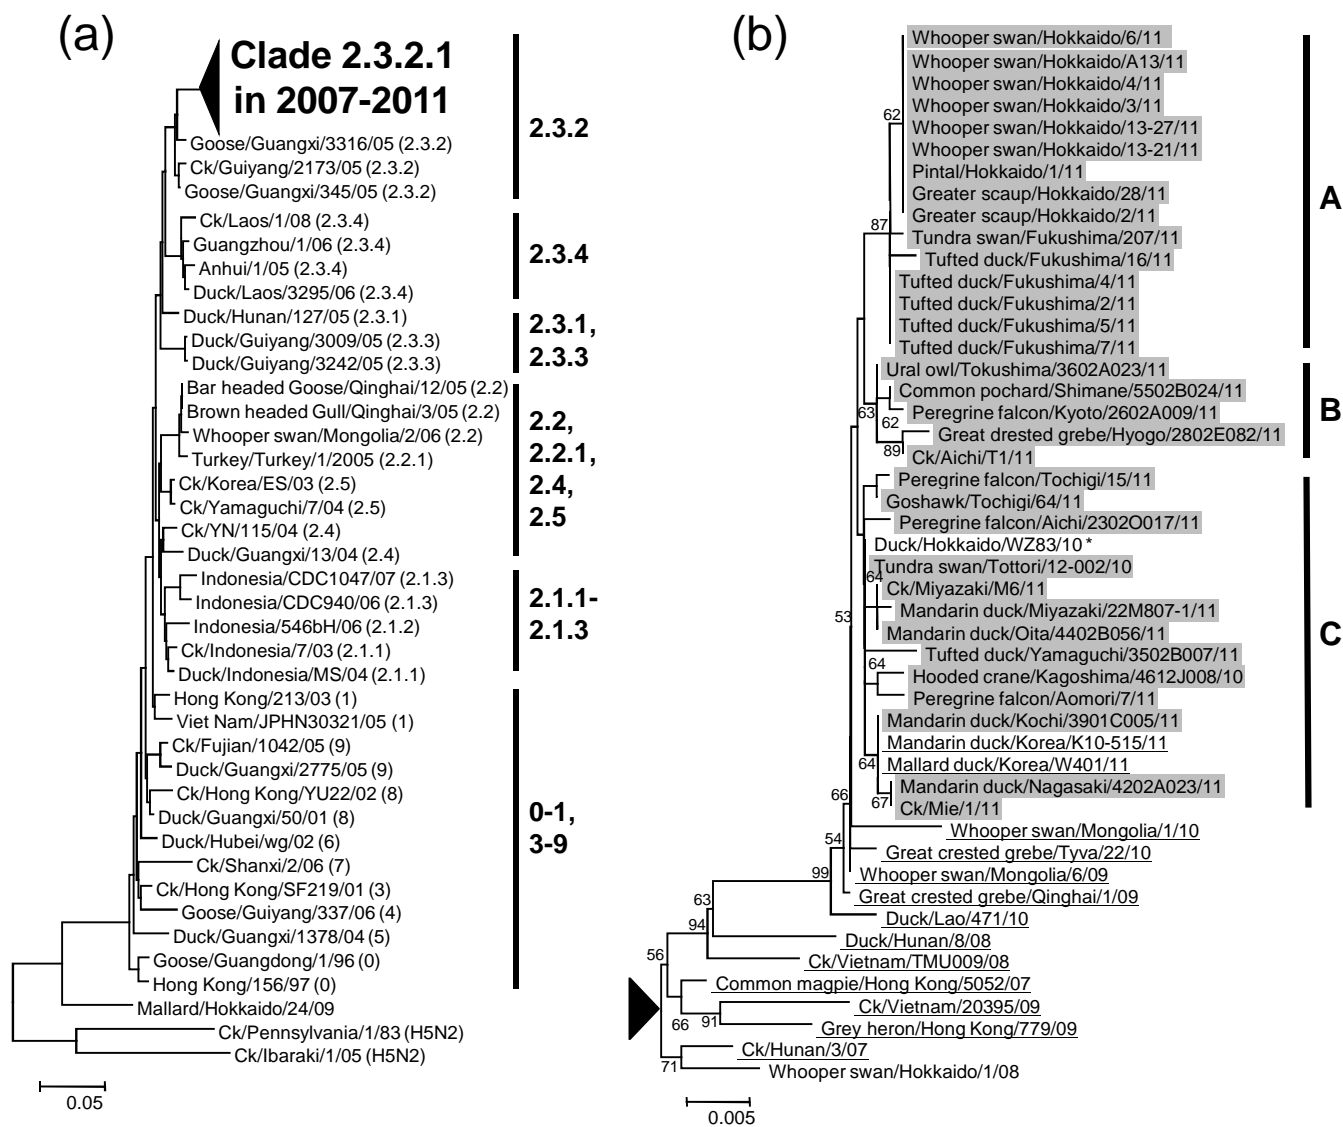 (a)
Clade 2.3.2.1
in 2007-2011
Goose/Guangxi/3316/05 (2.3.2)
Ck/Guiyang/2173/05 (2.3.2)
Goose/Guangxi/345/05 (2.3.2)
Ck/Laos/1/08 (2.3.4)
Guangzhou/1/06 (2.3.4)
Anhui/1/05 (2.3.4)
Duck/Laos/3295/06 (2.3.4)
Duck/Hunan/127/05 (2.3.1)
Duck/Guiyang/3009/05 (2.3.3)
Duck/Guiyang/3242/05 (2.3.3)
Bar headed Goose/Qinghai/12/05 (2.2)
Brown headed Gull/Qinghai/3/05 (2.2)
Whooper swan/Mongolia/2/06 (2.2)
Turkey/Turkey/1/2005 (2.2.1)
Ck/Korea/ES/03 (2.5)
Ck/Yamaguchi/7/04 (2.5)
Ck/YN/115/04 (2.4)
Duck/Guangxi/13/04 (2.4)
Indonesia/CDC1047/07 (2.1.3)
Indonesia/CDC940/06 (2.1.3)
Indonesia/546bH/06 (2.1.2)
Ck/Indonesia/7/03 (2.1.1)
Duck/Indonesia/MS/04 (2.1.1)
Hong Kong/213/03 (1)
Viet Nam/JPHN30321/05 (1)
Ck/Fujian/1042/05 (9)
Duck/Guangxi/2775/05 (9)
Ck/Hong Kong/YU22/02 (8)
Duck/Guangxi/50/01 (8)
Duck/Hubei/wg/02 (6)
Ck/Shanxi/2/06 (7)
Ck/Hong Kong/SF219/01 (3)
Goose/Guiyang/337/06 (4)
Duck/Guangxi/1378/04 (5)
Goose/Guangdong/1/96 (0)
Hong Kong/156/97 (0)
Mallard/Hokkaido/24/09
Ck/Pennsylvania/1/83 (H5N2)
Ck/Ibaraki/1/05 (H5N2)
0.05
2.3.2
2.3.4
2.3.1,
2.3.3
2.2,
2.2.1,
2.4,
2.5
2.1.1-
2.1.3
0-1,
3-9
(b)
Whooper swan/Hokkaido/6/11
Whooper swan/Hokkaido/A13/11
Whooper swan/Hokkaido/4/11
Whooper swan/Hokkaido/3/11
62
Whooper swan/Hokkaido/13-27/11
Whooper swan/Hokkaido/13-21/11
Pintal/Hokkaido/1/11
Greater scaup/Hokkaido/28/11
Greater scaup/Hokkaido/2/11
87
Tundra swan/Fukushima/207/11
Tufted duck/Fukushima/16/11
Tufted duck/Fukushima/4/11
Tufted duck/Fukushima/2/11
Tufted duck/Fukushima/5/11
Tufted duck/Fukushima/7/11
A
Ural owl/Tokushima/3602A023/11
Common pochard/Shimane/5502B024/11
63
62
Peregrine falcon/Kyoto/2602A009/11
Great drested grebe/Hyogo/2802E082/11
89
Ck/Aichi/T1/11
B
Peregrine falcon/Tochigi/15/11
Goshawk/Tochigi/64/11
Peregrine falcon/Aichi/2302O017/11
Duck/Hokkaido/WZ83/10 *
Tundra swan/Tottori/12-002/10
64
Ck/Miyazaki/M6/11
Mandarin duck/Miyazaki/22M807-1/11
53
Mandarin duck/Oita/4402B056/11
Tufted duck/Yamaguchi/3502B007/11
64
Hooded crane/Kagoshima/4612J008/10
Peregrine falcon/Aomori/7/11
Mandarin duck/Kochi/3901C005/11
Mandarin duck/Korea/K10-515/11
64
Mallard duck/Korea/W401/11
Mandarin duck/Nagasaki/4202A023/11
67
Ck/Mie/1/11
C
66
Whooper swan/Mongolia/1/10
54
Great crested grebe/Tyva/22/10
99
Whooper swan/Mongolia/6/09
Great crested grebe/Qinghai/1/09
63
Duck/Lao/471/10
94
Duck/Hunan/8/08
56
Ck/Vietnam/TMU009/08
Common magpie/Hong Kong/5052/07
Ck/Vietnam/20395/09
66
91
Grey heron/Hong Kong/779/09
Ck/Hunan/3/07
71
Whooper swan/Hokkaido/1/08
0.005